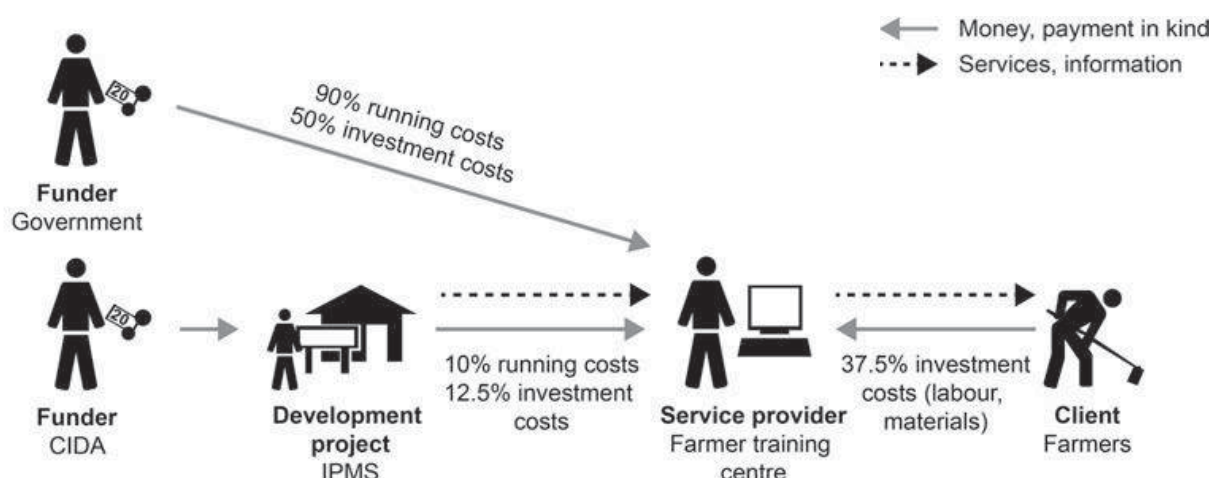 Money, payment in kind
Services, information
20
90% running costs
50% investment costs
Funder
Government
20
Funder
CIDA
Development
project
IPMS
10% running costs
12.5% investment
costs
Service provider
Farmer training
centre
37.5% investment
costs (labour,
materials)
Client
Farmers